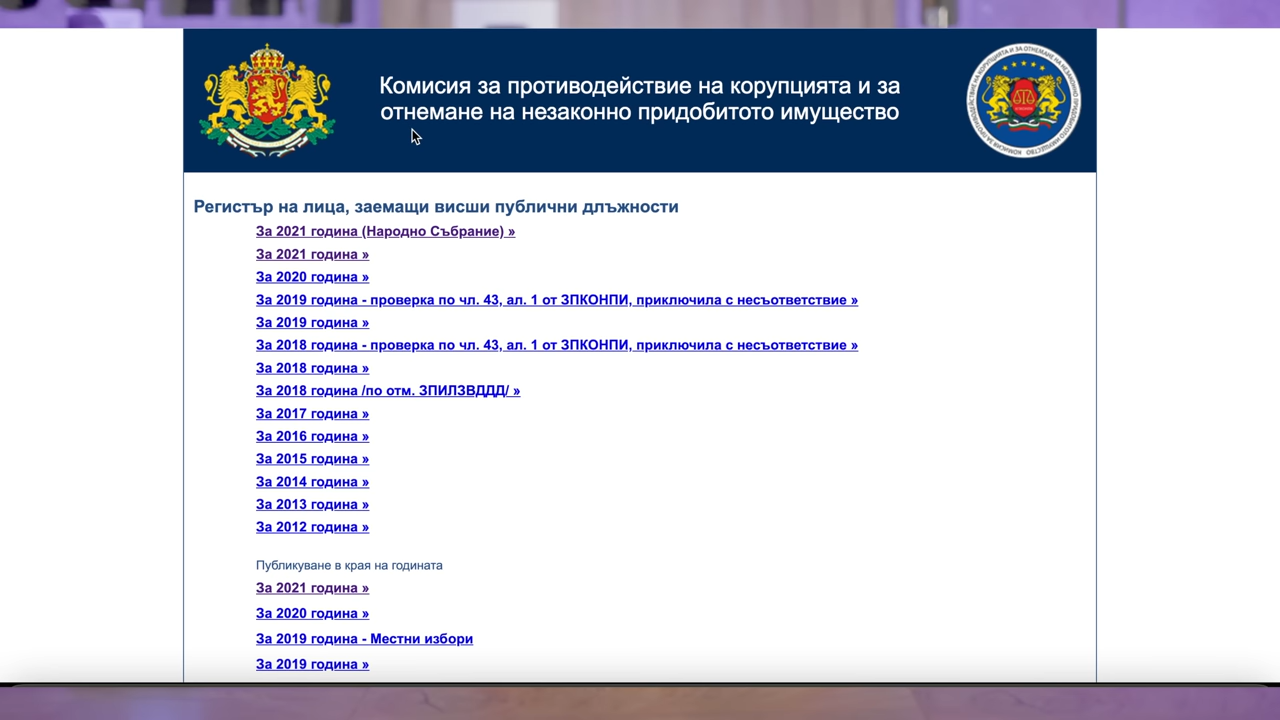 Комисия за противодействие на корупцията и за
отнемане на незаконно придобитото имущество
Регистър на лица, заемащи висши публични длъжности
За 2021 година (Народно Събрание) »
За 2021 година »
За 2020 година »
За 2019 година - проверка по чл. 43, ал. 1 от ЗПКОНПИ, приключила с несъответствие »
За 2019 година »
За 2018 година - проверка по чл. 43, ал. 1 от ЗПКОНПИ, приключила с несъответствие »
За 2018 година »
За 2018 година /по отм. ЗПИЛЗВДДД/ »
За 2017 година »
За 2016 година »
За 2015 година »
За 2014 година »
За 2013 година »
За 2012 година »
Публикуване в края на годината
За 2021 година »
За 2020 година »
За 2019 година - Местни избори
За 2019 година »